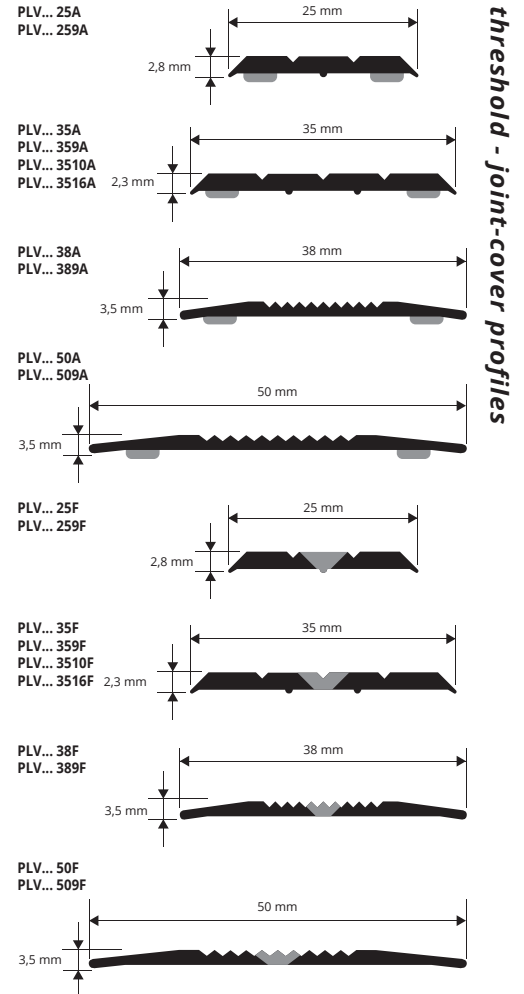 PLV... 25A
PLV... 259A
25 mm
2,8 mm
PLV... 35A
PLV... 359A
PLV... 3510A
PLV... 3516A
35 mm
2,3 mm
PLV... 38A
PLV... 389A
38 mm
3,5 mm
PLV... 50A
PLV... 509A
50 mm
3,5 mm
PLV... 25F
PLV... 259F
25 mm
2,8 mm
PLV... 35F
PLV... 359F
PLV... 3510F
PLV... 3516F
35 mm
2,3 mm
PLV... 38F
PLV... 389F
38 mm
3,5 mm
PLV... 50F
PLV... 509F
50 mm
3,5 mm
threshold - joint-cover profiles